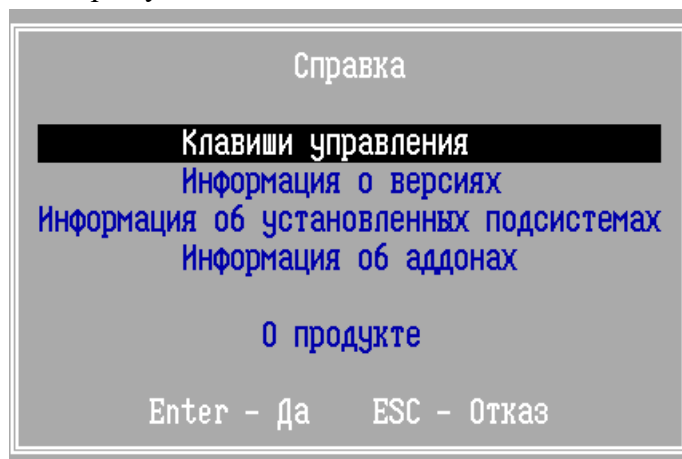 Справка
Клавиши управления
Информация о версиях
Информация об установленных подсистемах
Информация об аддонах
О продукте
Enter - Да ESC - Отказ